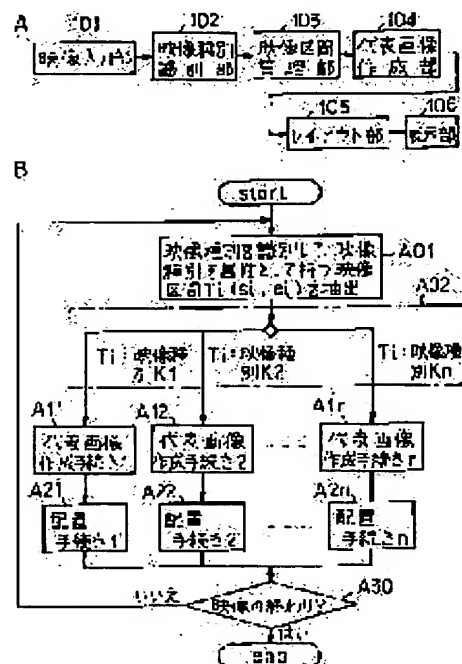 A
101
102
103
104
映像入力部
映像種別
識別部
映像区間
管理部
代表画像
作成部
105
106
レイアウト部
表示部
B
start
映像種別を識別して、映像
種別を属性として持つ映像
区間Ti(si, ei)を抽出
A01
A02
Ti:映像種
別K1
Ti:映像種
別K2
Ti:映像種
別Kn
A11
A12
A1n
代表画像
作成手続き1
代表画像
作成手続き2
代表画像
作成手続きn
A21
A22
A2n
配置
手続き1
配置
手続き2
配置
手続きn
A30
いいえ
映像の終わり?
はい
end